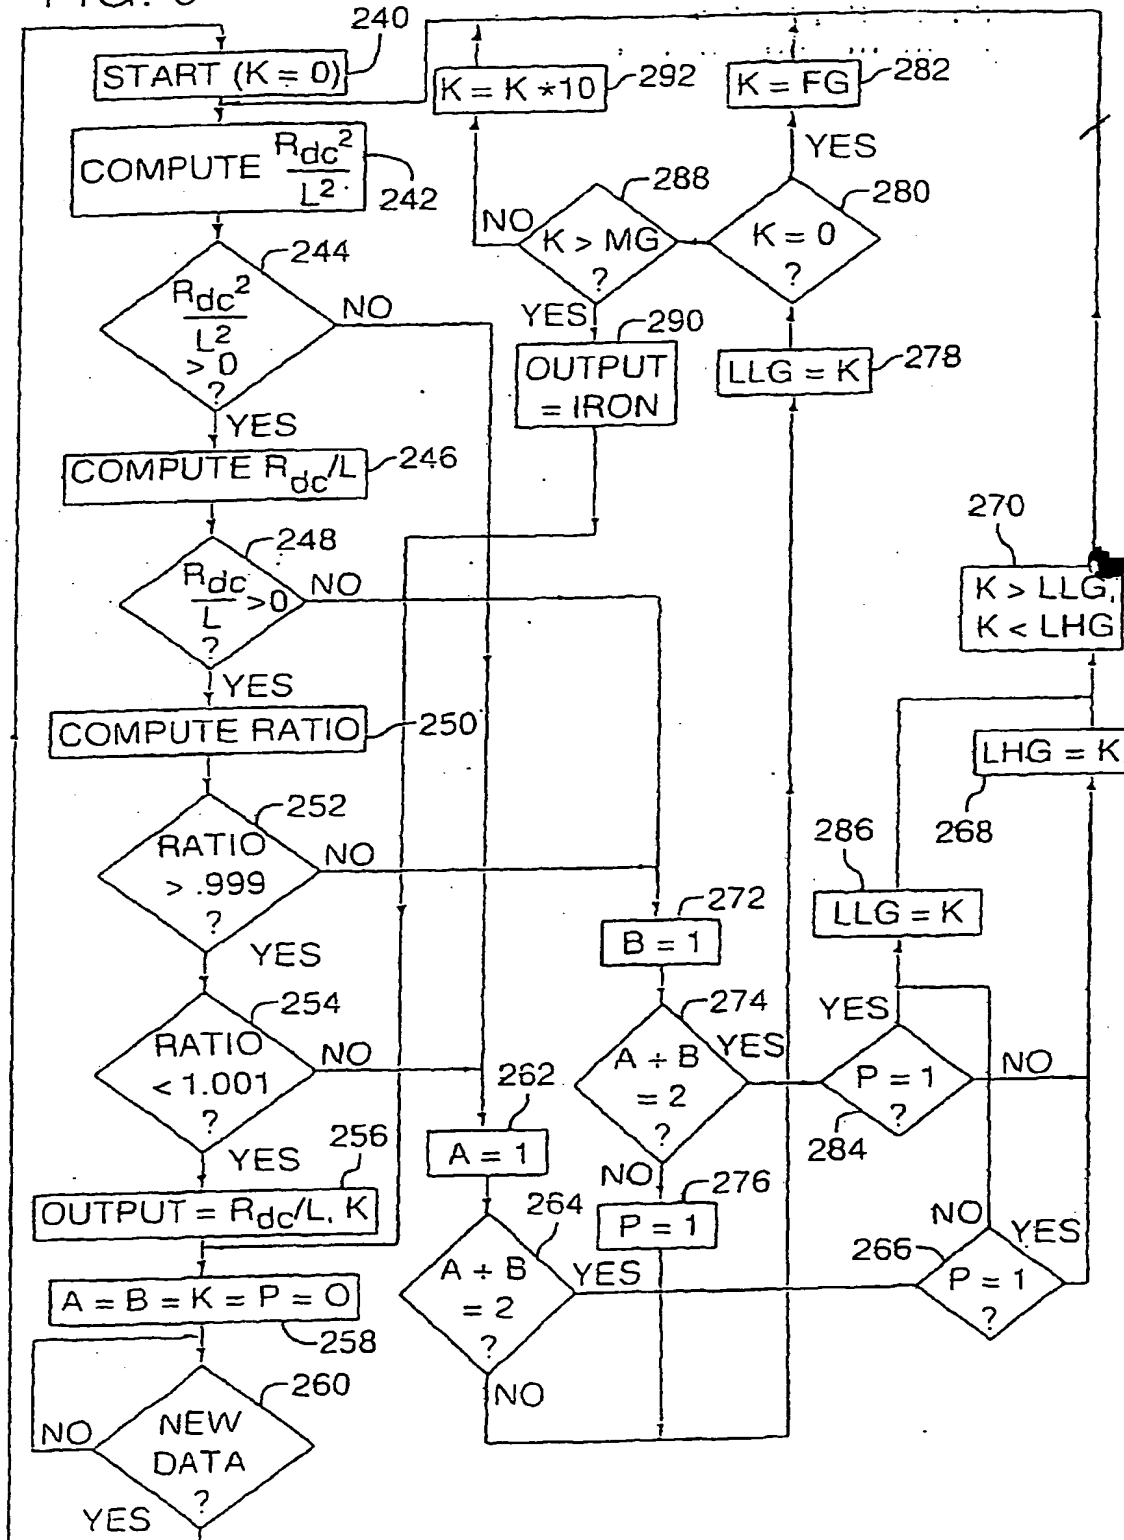 FIG.
START (K = 0)
240
COMPUTE Rdc²
L²
242
244
Rdc²
L²
> 0
?
NO
YES
COMPUTE Rdc/L
246
248
Rdc
L >0
?
NO
YES
COMPUTE RATIO
250
252
RATIO
> .999
?
NO
YES
254
RATIO
< 1.001
?
NO
YES
256
OUTPUT = Rdc/L, K
A = B = K = P = O
258
260
NEW
DATA
?
NO
YES
K = K *10
292
K = FG
282
YES
288
K > MG
?
NO
YES
280
K = 0
?
290
OUTPUT
= IRON
LLG = K
278
270
K > LLG,
K < LHG
LHG = K
268
286
LLG = K
272
B = 1
274
A ÷ B
= 2
?
YES
NO
YES
P = 1
?
284
NO
262
A = 1
276
P = 1
264
A ÷ B
= 2
?
YES
NO
266
P = 1
?
NO
YES